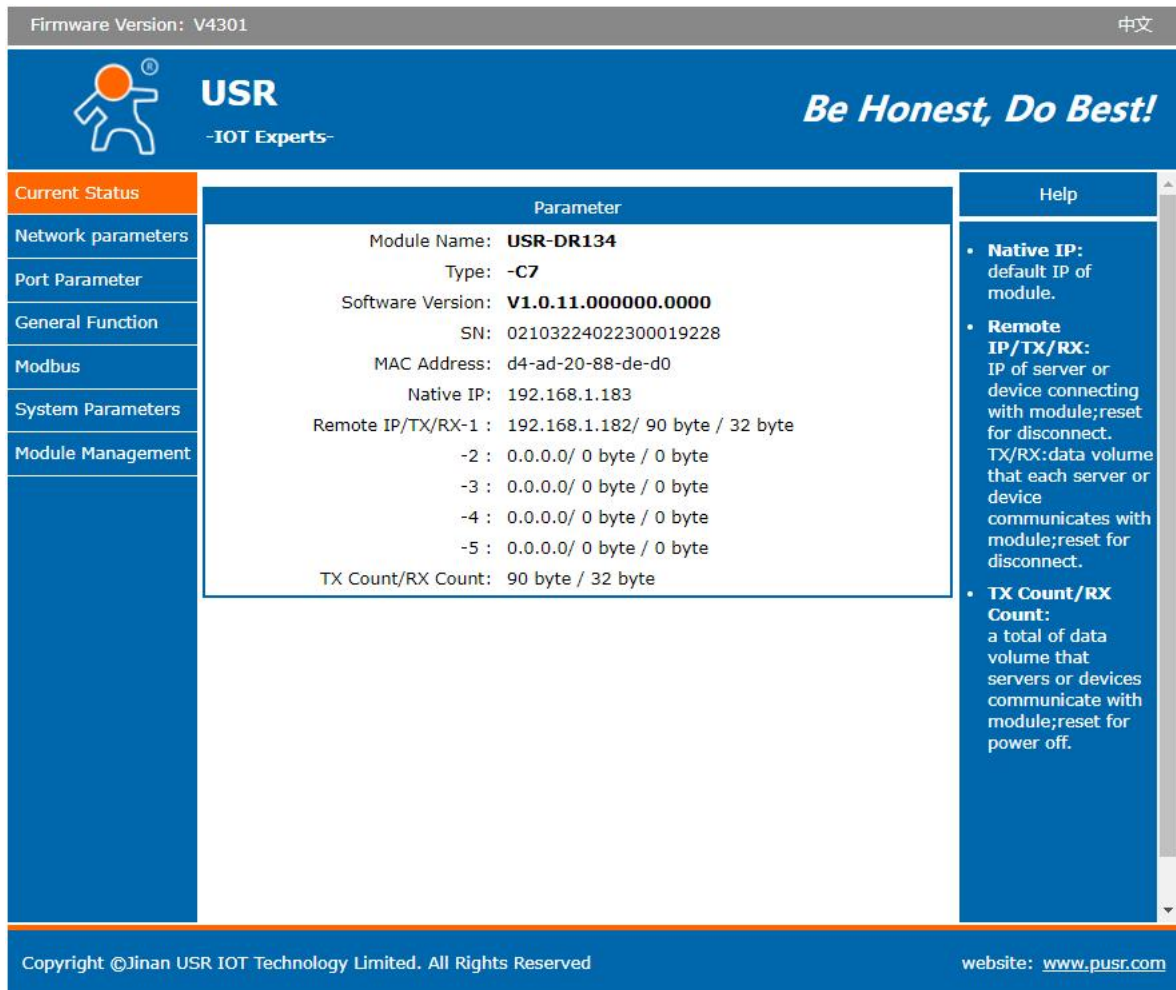 Firmware Version: V4301
中文
®
USR
-IOT Experts-
Be Honest, Do Best!
Current Status
Network parameters
Port Parameter
General Function
Modbus
System Parameters
Module Management
Parameter
Module Name: USR-DR134
Type: -C7
Software Version: V1.0.11.000000.0000
SN: 02103224022300019228
MAC Address: d4-ad-20-88-de-d0
Native IP: 192.168.1.183
Remote IP/TX/RX-1 : 192.168.1.182/ 90 byte / 32 byte
-2 : 0.0.0.0/ 0 byte / 0 byte
-3 : 0.0.0.0/ 0 byte / 0 byte
-4 : 0.0.0.0/ 0 byte / 0 byte
-5 : 0.0.0.0/ 0 byte / 0 byte
TX Count/RX Count: 90 byte / 32 byte
Help
• Native IP:
default IP of
module.
• Remote
IP/TX/RX:
IP of server or
device connecting
with module;reset
for disconnect.
TX/RX:data volume
that each server or
device
communicates with
module;reset for
disconnect.
• TX Count/RX
Count:
a total of data
volume that
servers or devices
communicate with
module;reset for
power off.
Copyright ©Jinan USR IOT Technology Limited. All Rights Reserved
website: www.pusr.com